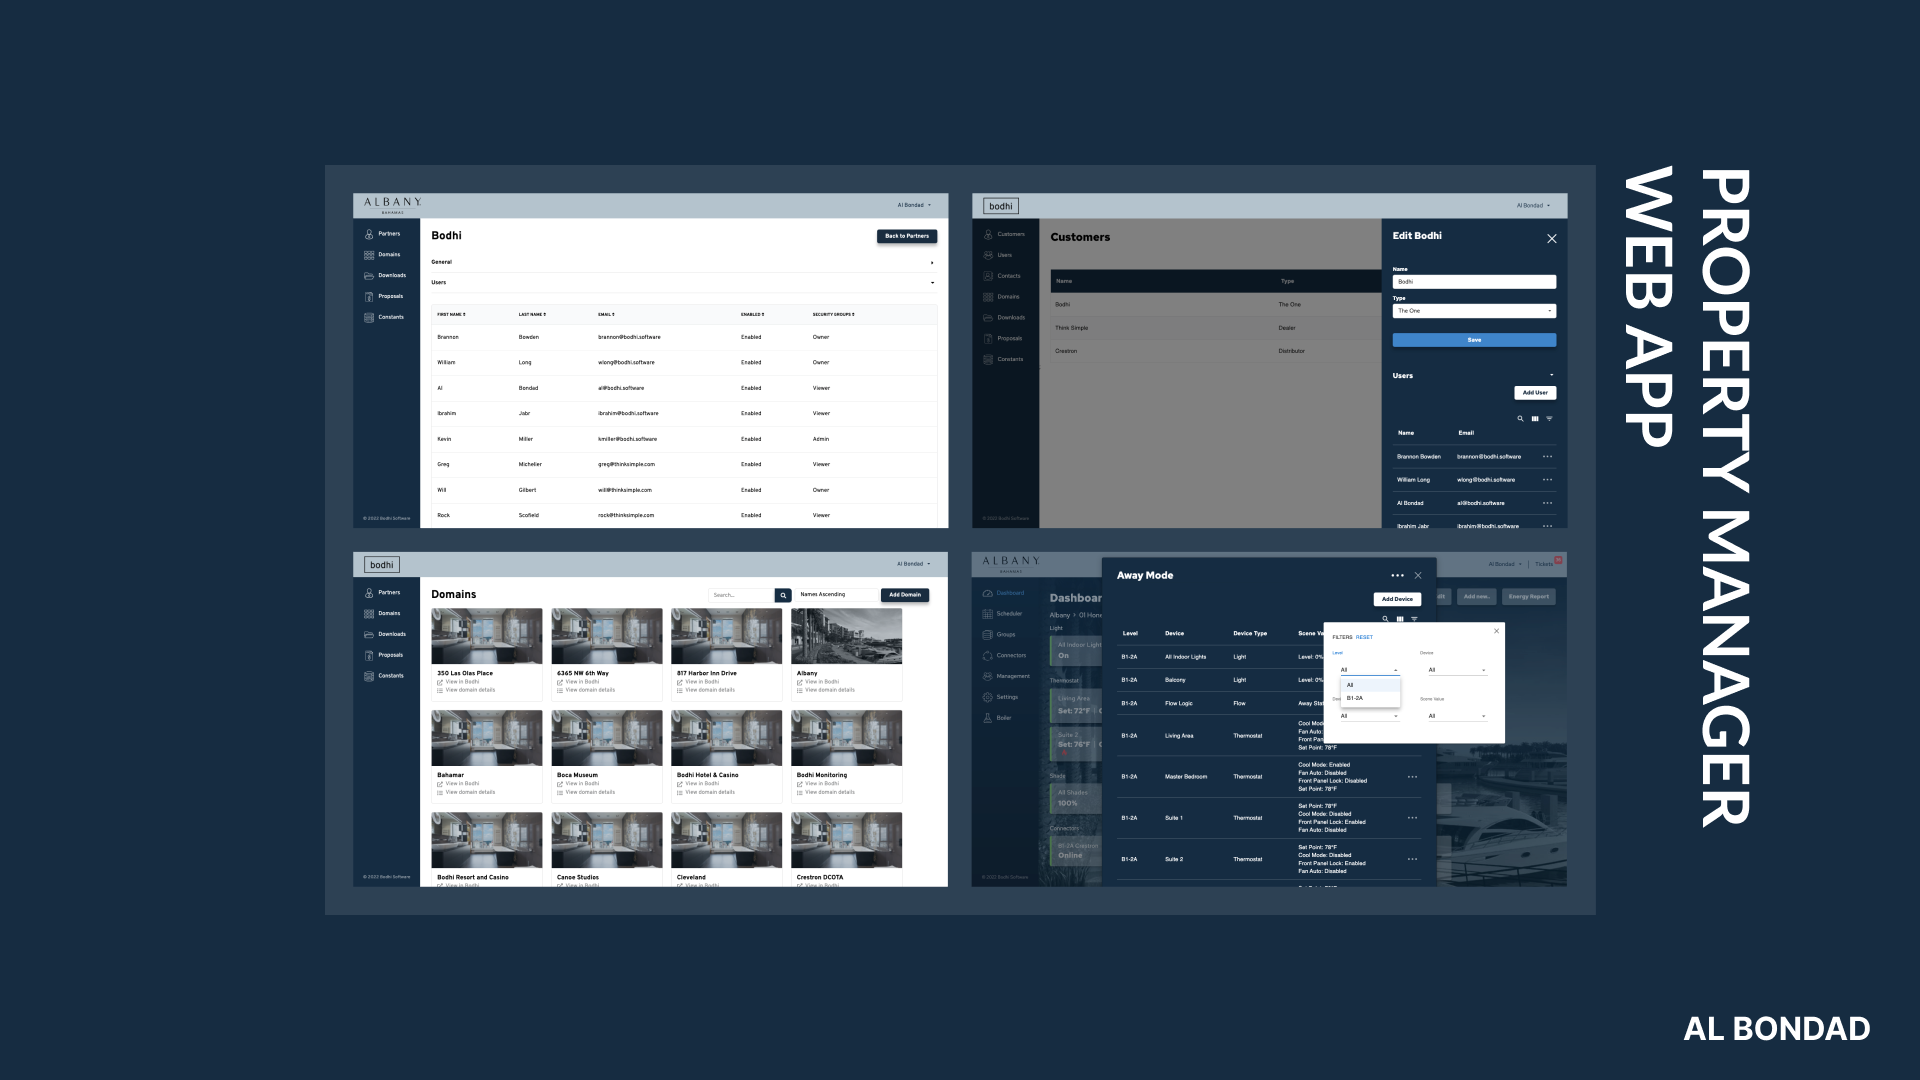 ALBANY
BAHAMAS
Al Bondad
Partners
Domains
Downloads
Proposals
Constants
© 2022 Bodhi Software
Bodhi
Back to Partners
General
Users
FIRST NAME LAST NAME EMAIL ENABLED SECURITY GROUPS
Brannon Bowden brannon@bodhi.software Enabled Owner
William Long wlong@bodhi.software Enabled Owner
Al Bondad al@bodhi.software Enabled Viewer
Ibrahim Jabr ibrahim@bodhi.software Enabled Viewer
Kevin Miller kmiller@bodhi.software Enabled Admin
Greg Michelier greg@thinksimple.com Enabled Viewer
Will Gilbert will@thinksimple.com Enabled Owner
Rock Scofield rock@thinksimple.com Enabled Viewer
bodhi
Al Bondad
Customers
Users
Contacts
Domains
Downloads
Proposals
Constants
© 2022 Bodhi Software
Customers
Name Type
Bodhi The One
Think Simple Dealer
Crestron Distributor
Edit Bodhi
Name
Bodhi
Type
The One
Save
Users
Add User
Name Email
Brannon Bowden brannon@bodhi.software
William Long wlong@bodhi.software
Al Bondad al@bodhi.software
Ibrahim Jabr ibrahim@bodhi.software
bodhi
Al Bondad
Partners
Domains
Downloads
Proposals
Constants
© 2022 Bodhi Software
Domains
Search...
Names Ascending
Add Domain
350 Las Olas Place
View in Bodhi
View domain details
6365 NW 6th Way
View in Bodhi
View domain details
817 Harbor Inn Drive
View in Bodhi
View domain details
Albany
View in Bodhi
View domain details
Bahamar
View in Bodhi
View domain details
Boca Museum
View in Bodhi
View domain details
Bodhi Hotel & Casino
View in Bodhi
View domain details
Bodhi Monitoring
View in Bodhi
View domain details
Bodhi Resort and Casino
View in Bodhi
Canoe Studios
View in Bodhi
Cleveland
View in Bodhi
Crestron DCOTA
View in Bodhi
ALBANY
BAHAMAS
Al Bondad
Tickets
Dashboard
Scheduler
Groups
Connectors
Management
Settings
Boiler
© 2022 Bodhi Software
Dashboar
Albany > 01 Hone
Light
All Indoor Light
On
Thermostat
Living Area
Set: 72°F
Suite 2
Set: 76°F
Shade
All Shades
100%
Connectors
B1-2A Crestron
Online
Add new..
Energy Report
Away Mode
Add Device
Level Device Device Type Scene Va
B1-2A All Indoor Lights Light Level: 0%
B1-2A Balcony Light Level: 0%
B1-2A Flow Logic Flow Away Stat
B1-2A Living Area Thermostat
Cool Mod
Fan Auto:
Front Pan
Set Point: 78°F
B1-2A Master Bedroom Thermostat
Cool Mode: Enabled
Fan Auto: Disabled
Front Panel Lock: Disabled
Set Point: 78°F
B1-2A Suite 1 Thermostat
Set Point: 78°F
Cool Mode: Disabled
Front Panel Lock: Enabled
Fan Auto: Disabled
B1-2A Suite 2 Thermostat
Set Point: 78°F
Cool Mode: Disabled
Front Panel Lock: Enabled
Fan Auto: Disabled
FILTERS RESET
Level
All
All
B1-2A
Device
All
All
Scene Value
All
PROPERTY MANAGER
WEB APP
AL BONDAD